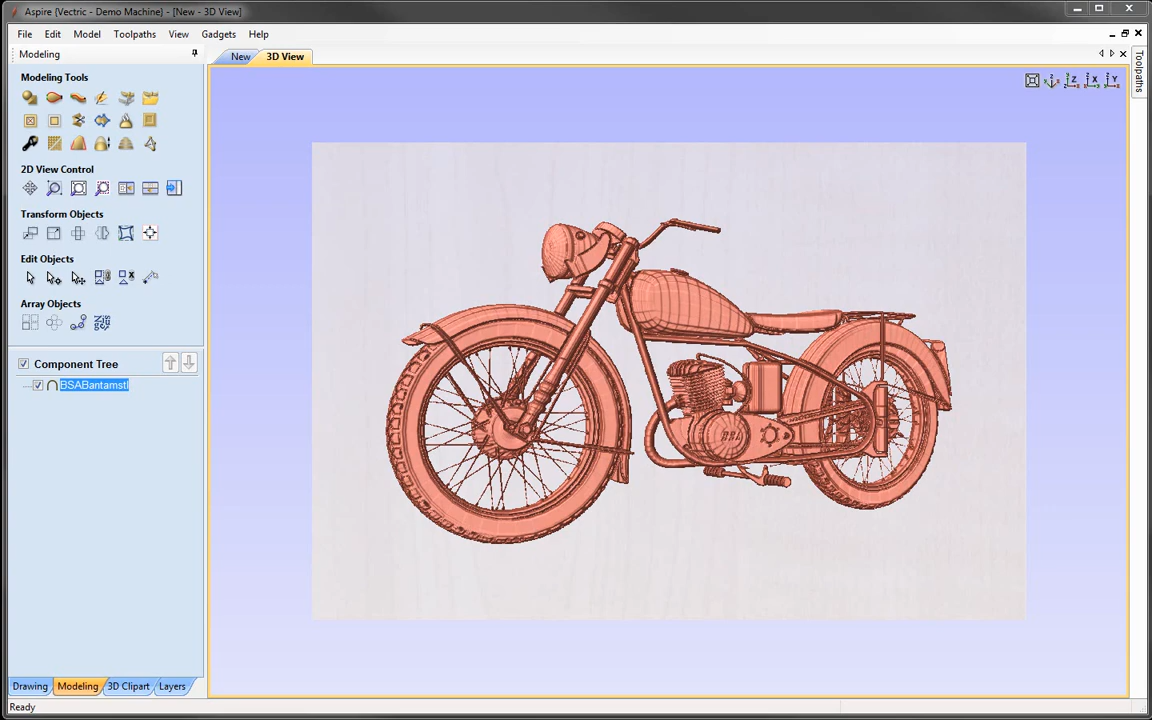 Aspire {Vectric - Demo Machine} - [New - 3D View]
File Edit Model Toolpaths View Gadgets Help
Modeling
New 3D View
Toolpaths
Modeling Tools
2D View Control
Transform Objects
Edit Objects
Array Objects
Component Tree
BSABantamstl
Z X Y
BSA
Drawing Modeling 3D Clipart Layers
Ready